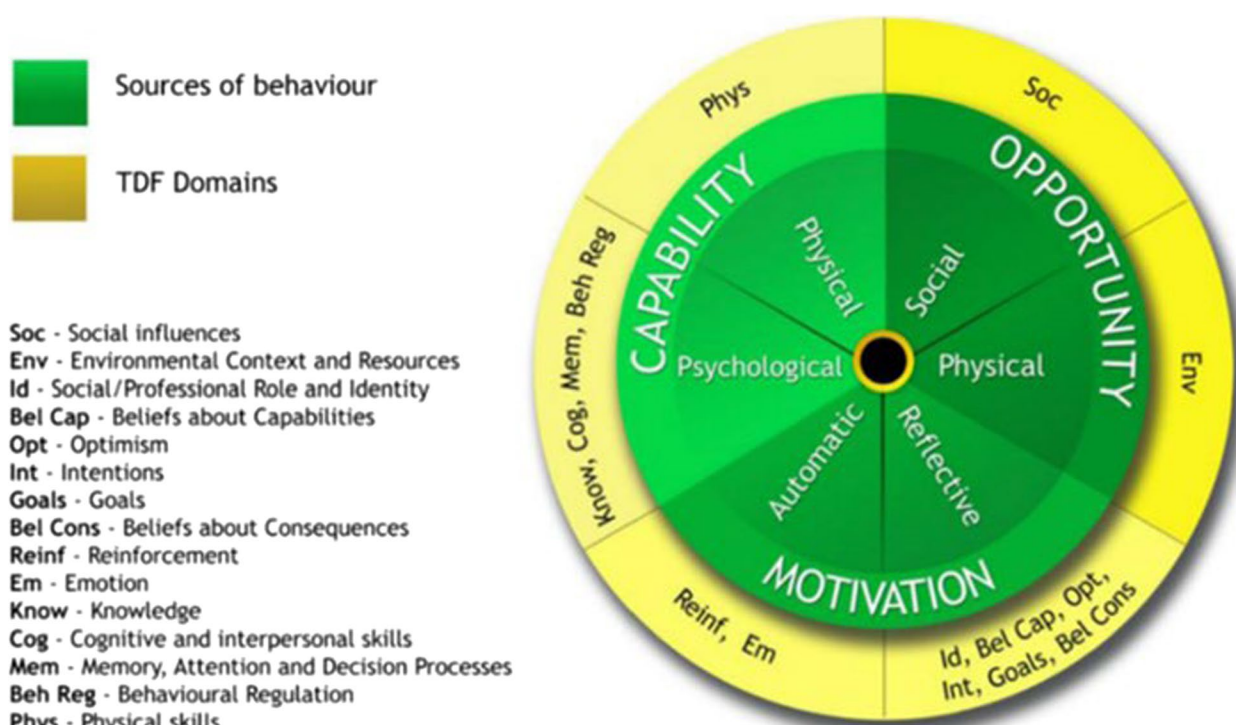 Sources of behaviour
TDF Domains
Soc - Social influences
Env - Environmental Context and Resources
Id - Social/Professional Role and Identity
Bel Cap - Beliefs about Capabilities
Opt - Optimism
Int - Intentions
Goals - Goals
Bel Cons - Beliefs about Consequences
Reinf - Reinforcement
Em - Emotion
Know - Knowledge
Cog - Cognitive and interpersonal skills
Mem - Memory, Attention and Decision Processes
Beh Reg - Behavioural Regulation
Phys - Physical skills
Phys
Soc
Env
Id, Bel Cap, Opt,
Int, Goals, Bel Cons
Reinf, Em
Know, Cog, Mem, Beh Reg
CAPABILITY
OPPORTUNITY
MOTIVATION
Physical
Social
Physical
Reflective
Automatic
Psychological